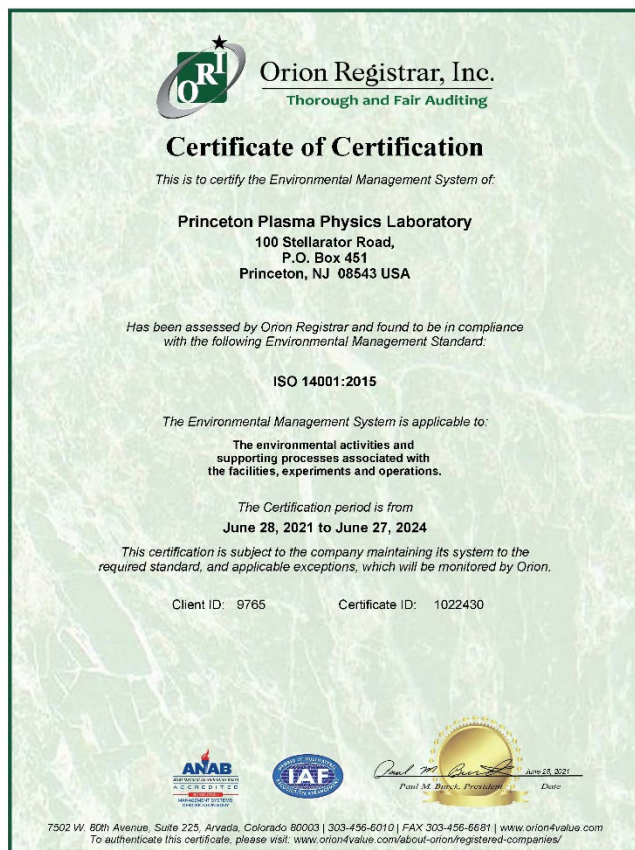 ORI
Orion Registrar, Inc.
Thorough and Fair Auditing
Certificate of Certification
This is to certify the Environmental Management System of:
Princeton Plasma Physics Laboratory
100 Stellarator Road,
P.O. Box 451
Princeton, NJ 08543 USA
Has been assessed by Orion Registrar and found to be in compliance
with the following Environmental Management Standard:
ISO 14001:2015
The Environmental Management System is applicable to:
The environmental activities and
supporting processes associated with
the facilities, experiments and operations.
The Certification period is from
June 28, 2021 to June 27, 2024
This certification is subject to the company maintaining its system to the
required standard, and applicable exceptions, which will be monitored by Orion.
Client ID: 9765 Certificate ID: 1022430
ANAB
ACCREDITED
MANAGEMENT SYSTEMS
IAF
Paul M. Burck June 28, 2021
Paul M. Burck, President Date
7502 W. 80th Avenue, Suite 225, Arvada, Colorado 80003 | 303-456-6010 | FAX 303-456-6681 | www.orion4value.com
To authenticate this certificate, please visit: www.orion4value.com/about-orion/registered-companies/